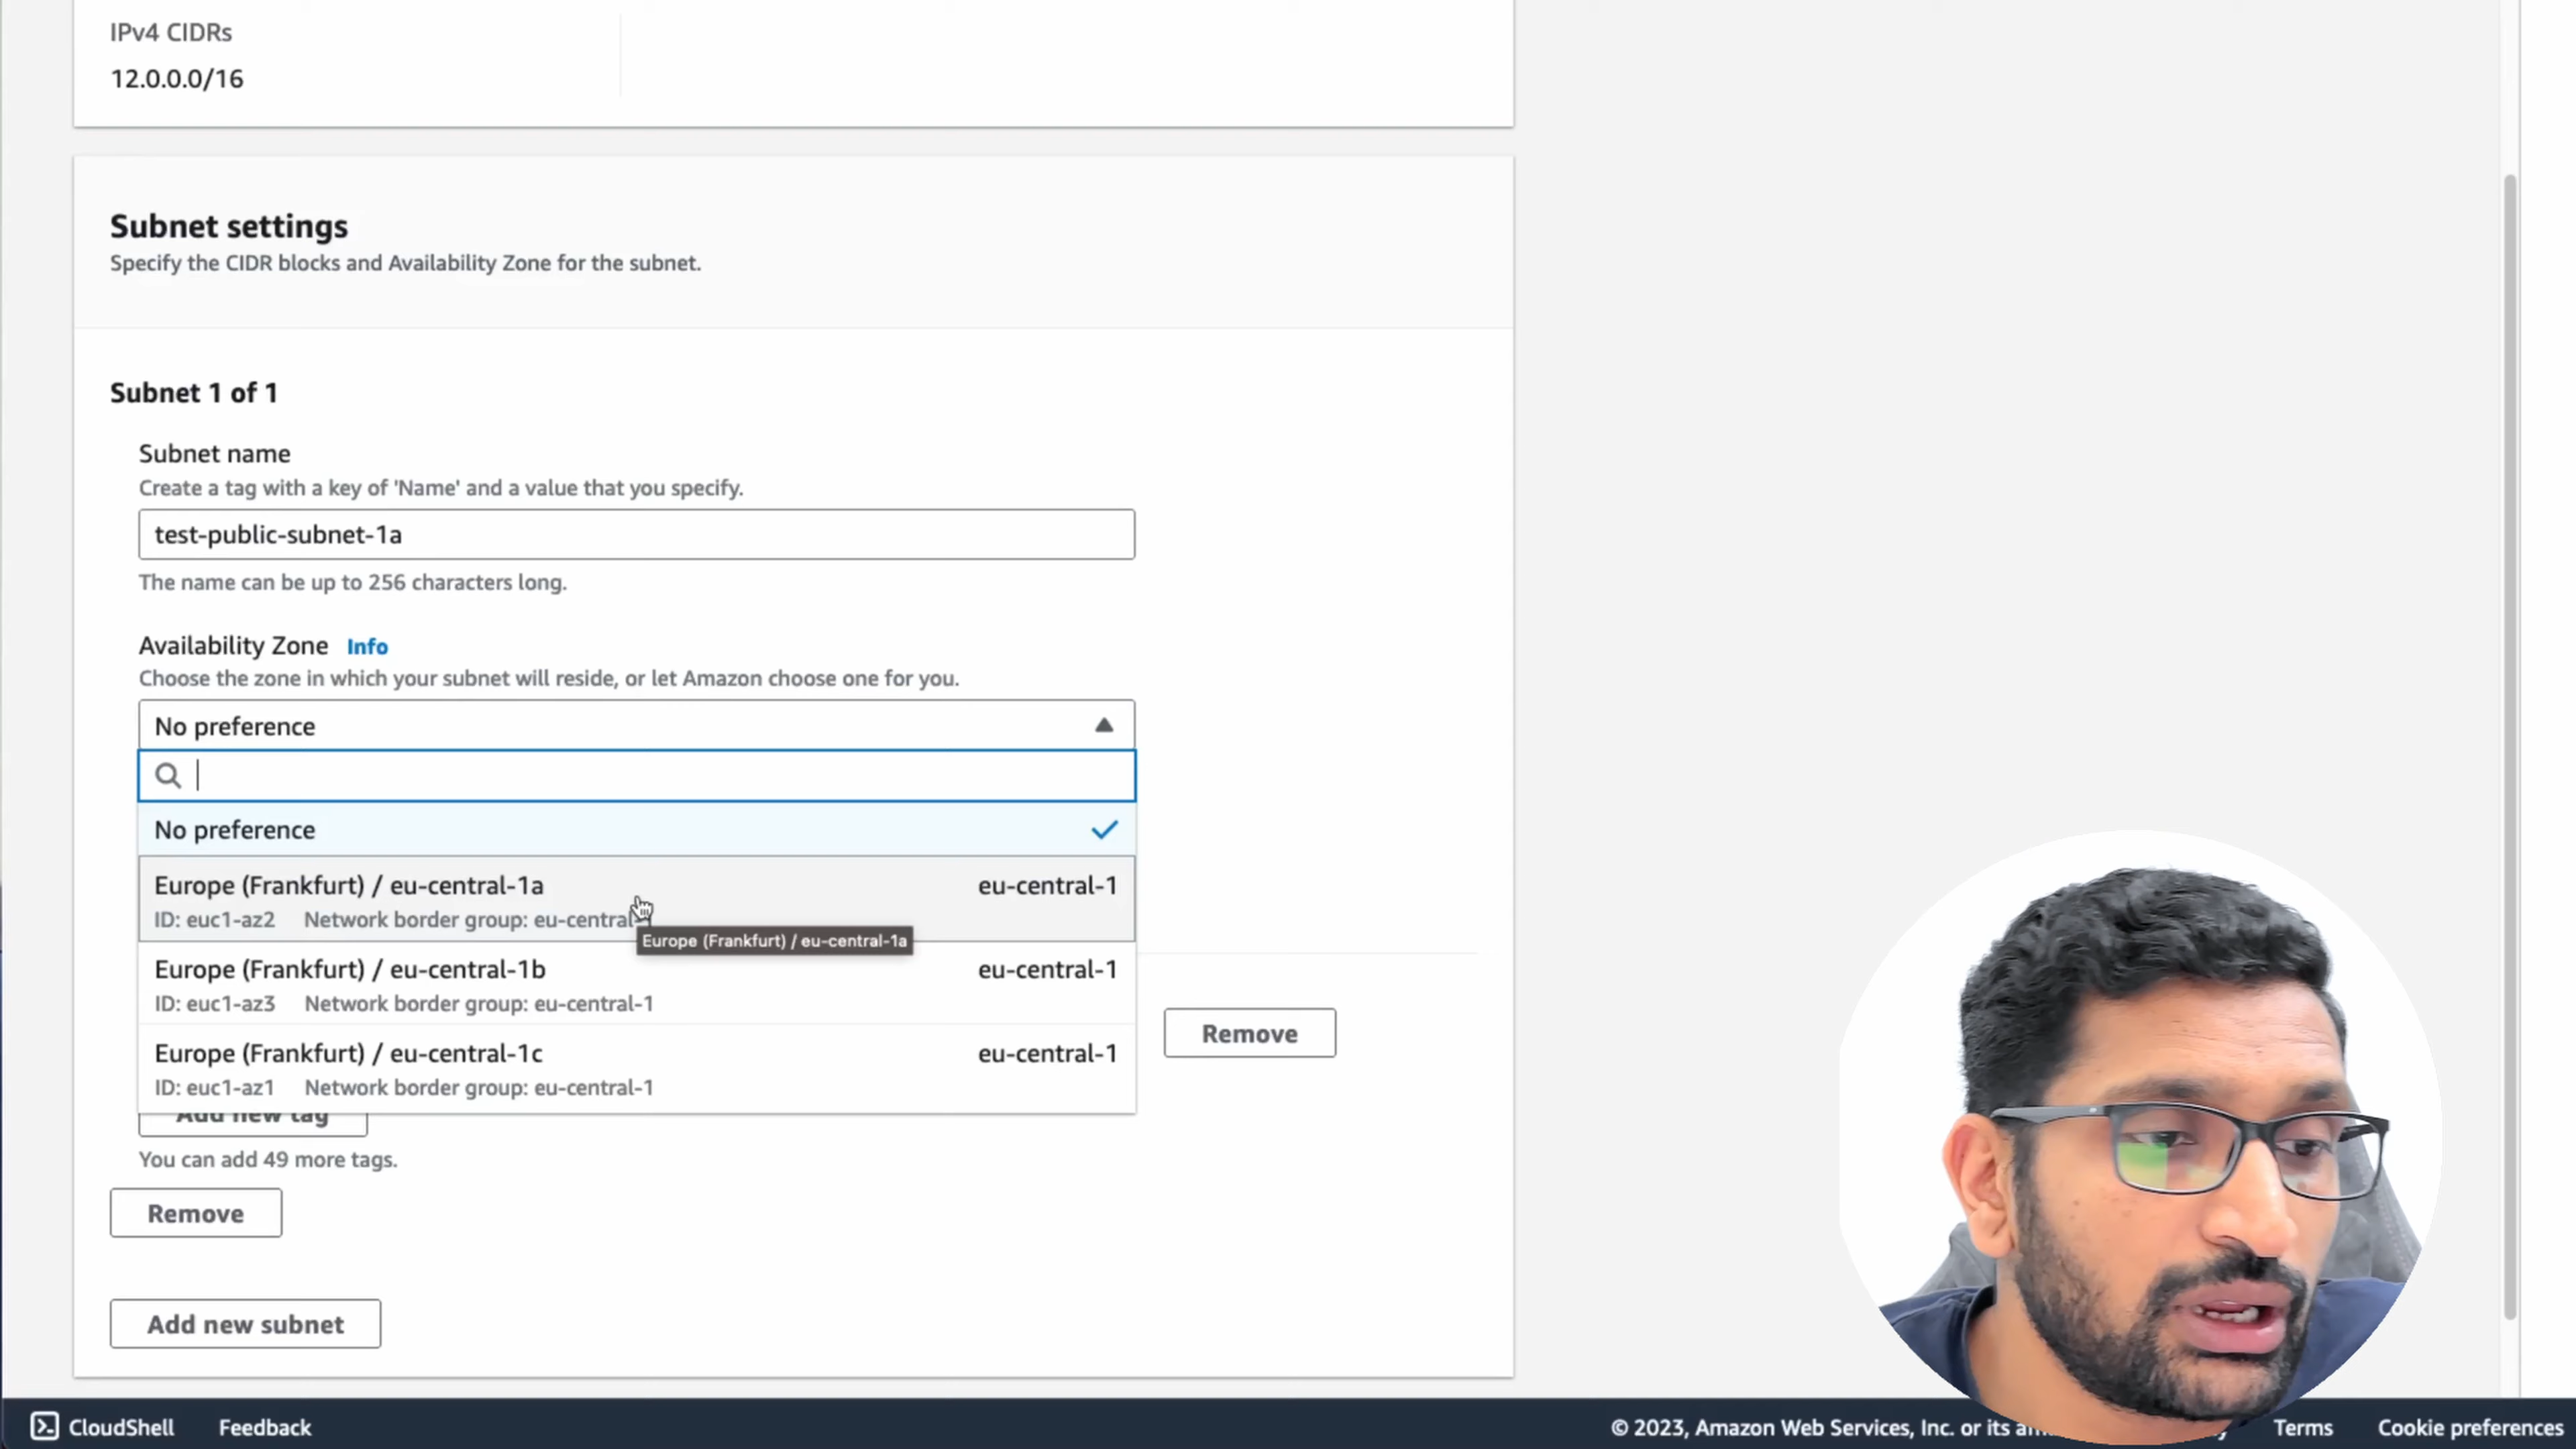 IPv4 CIDRs
12.0.0.0/16
Subnet settings
Specify the CIDR blocks and Availability Zone for the subnet.
Subnet 1 of 1
Subnet name
Create a tag with a key of 'Name' and a value that you specify.
test-public-subnet-1a
The name can be up to 256 characters long.
Availability Zone Info
Choose the zone in which your subnet will reside, or let Amazon choose one for you.
No preference
No preference
Europe (Frankfurt) / eu-central-1a eu-central-1
ID: euc1-az2 Network border group: eu-central-1
Europe (Frankfurt) / eu-central-1a
Europe (Frankfurt) / eu-central-1b eu-central-1
ID: euc1-az3 Network border group: eu-central-1
Remove
Europe (Frankfurt) / eu-central-1c eu-central-1
ID: euc1-az1 Network border group: eu-central-1
Add new tag
You can add 49 more tags.
Remove
Add new subnet
CloudShell Feedback © 2023, Amazon Web Services, Inc. or its Terms Cookie preferences